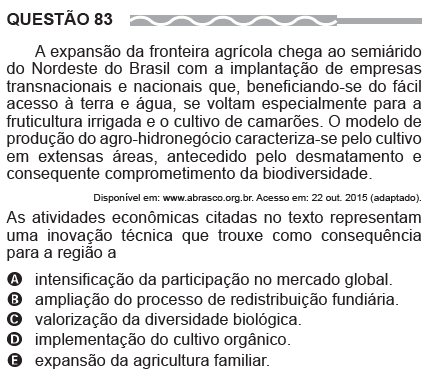 QUESTÃO 83
A expansão da fronteira agrícola chega ao semiárido
do Nordeste do Brasil com a implantação de empresas
transnacionais e nacionais que, beneficiando-se do fácil
acesso à terra e água, se voltam especialmente para a
fruticultura irrigada e o cultivo de camarões. O modelo de
produção do agro-hidronegócio caracteriza-se pelo cultivo
em extensas áreas, antecedido pelo desmatamento e
consequente comprometimento da biodiversidade.
Disponível em: www.abrasco.org.br. Acesso em: 22 out. 2015 (adaptado).
As atividades econômicas citadas no texto representam
uma inovação técnica que trouxe como consequência
para a região a
A intensificação da participação no mercado global.
B ampliação do processo de redistribuição fundiária.
C valorização da diversidade biológica.
D implementação do cultivo orgânico.
E expansão da agricultura familiar.